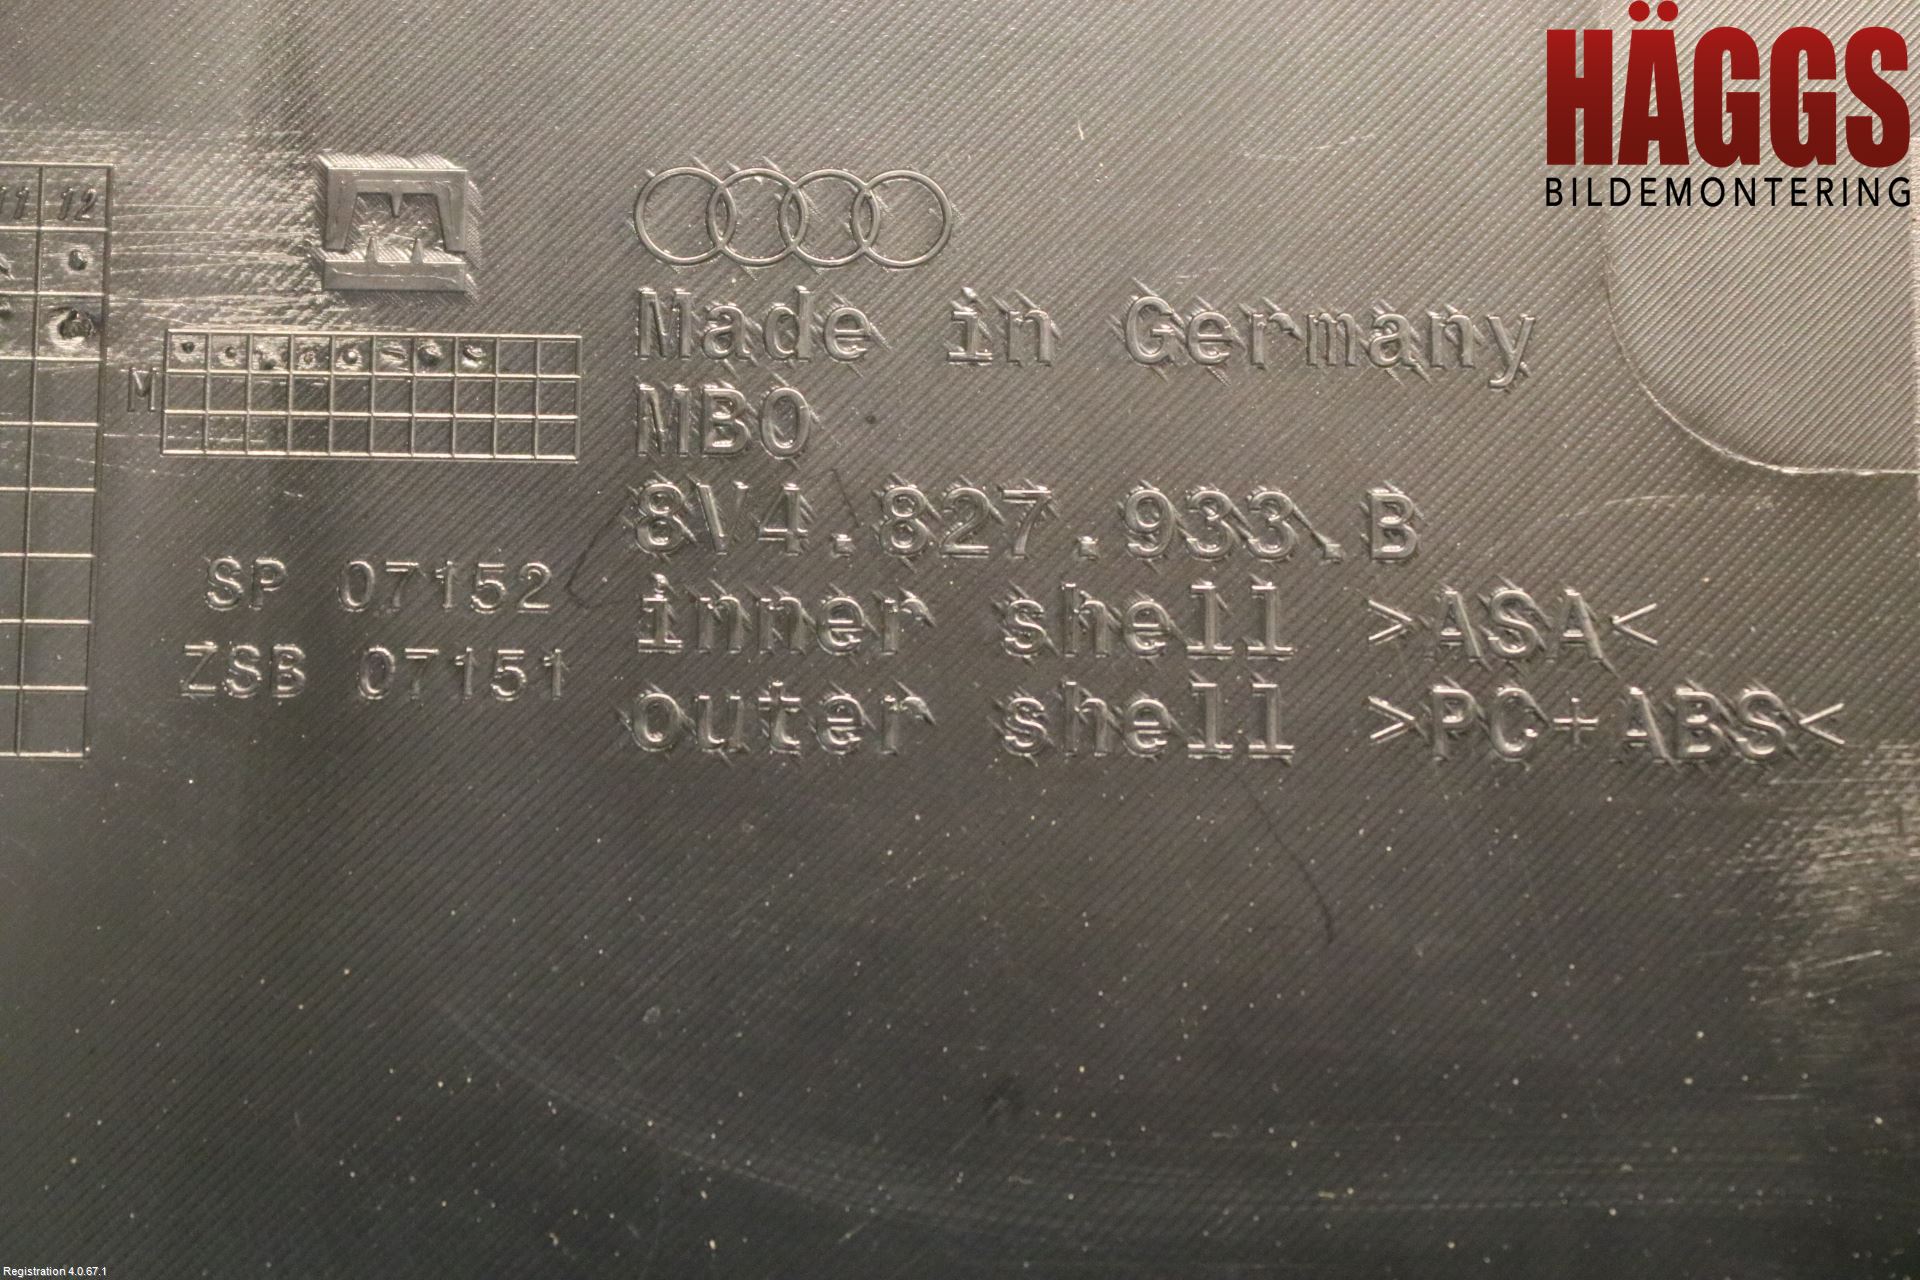 HÄGGS
BILDEMONTERING
11 12
M
Made in Germany
MBO
8V4.827.933.B
inner shell >ASA<
outer shell >PC+ABS<
SP 07152
ZSB 07151
Registration 4.0.67.1